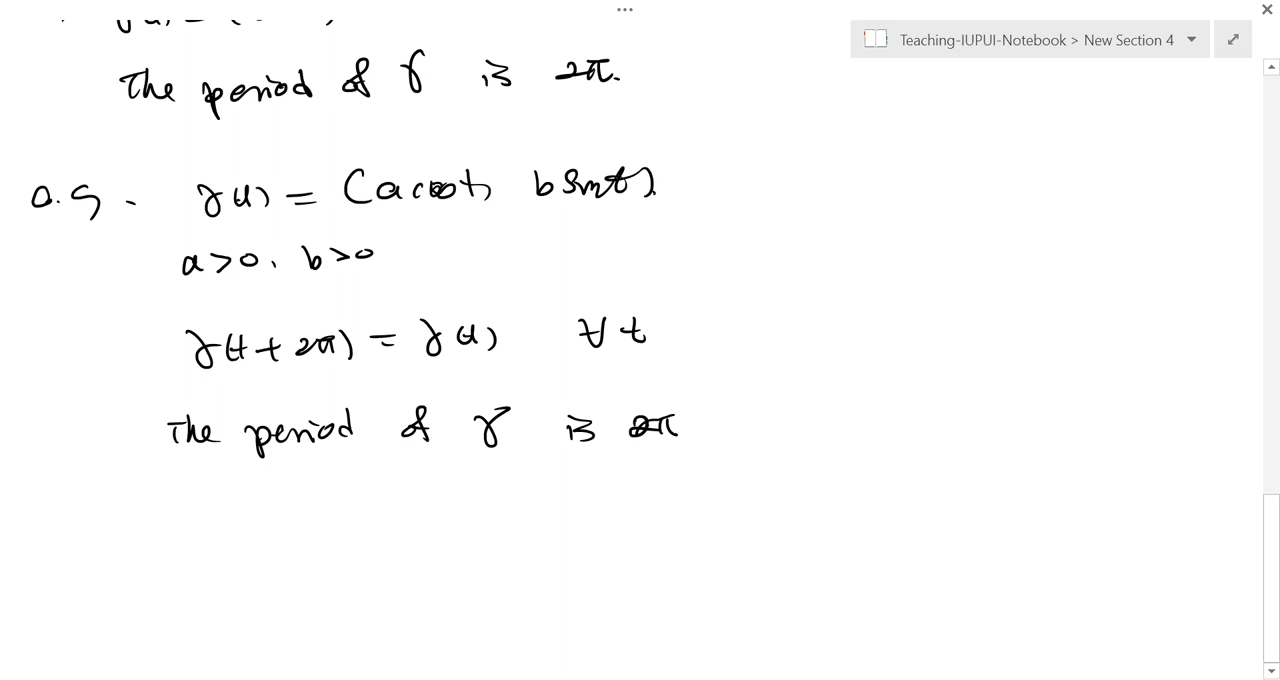 Teaching-IUPUI-Notebook > New Section 4
The period of γ is 2π.
e.g. γ(t) = (a cos t, b sin t).
a>0, b>0
γ(t+2π) = γ(t) ∀ t
The period of γ is 2π